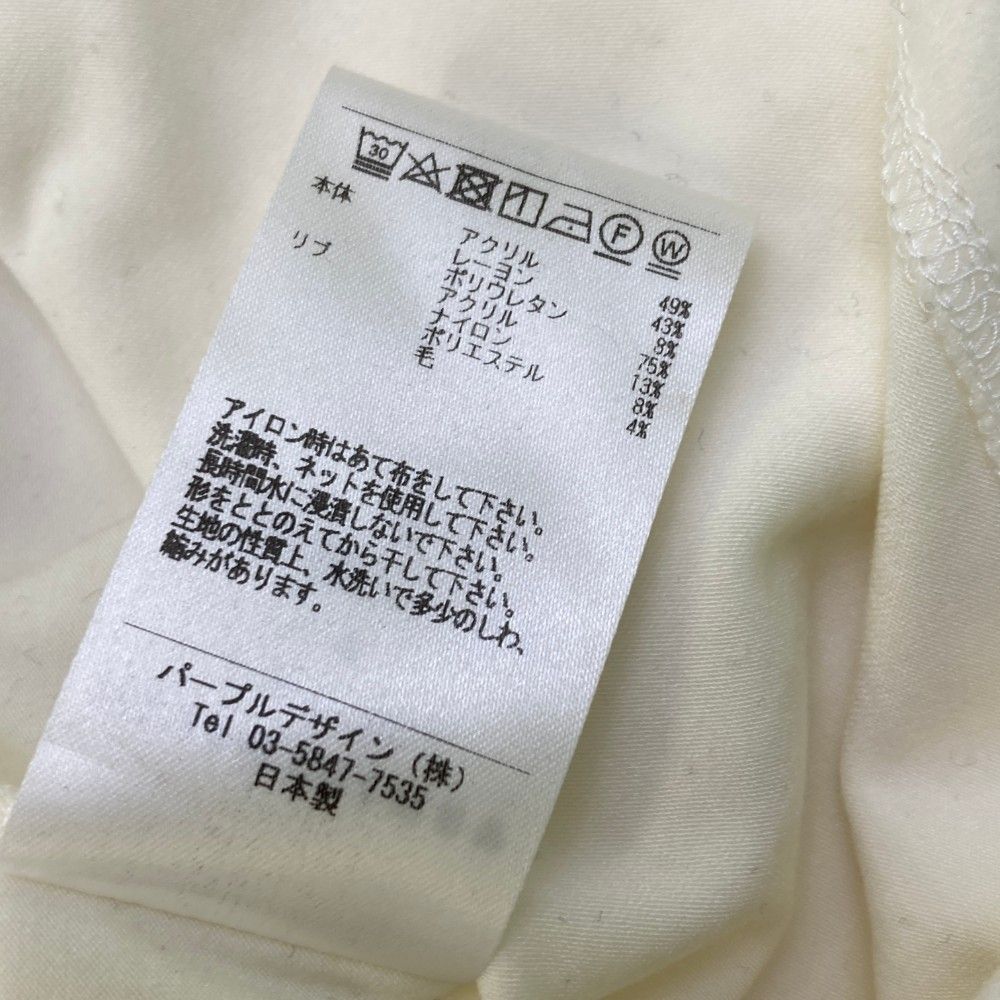 30 F W
本体 アクリル 49%
レーヨン 43%
ポリウレタン 8%
リブ アクリル 75%
ナイロン 13%
ポリエステル 8%
毛 4%
アイロン時はあて布をして下さい。
洗濯時、ネットを使用して下さい。
長時間水に浸漬しないで下さい。
形をととのえてから干して下さい。
生地の性質上、水洗いで多少のしわ、
縮みがあります。
パープルデザイン(株)
Tel 03-5847-7535
日本製